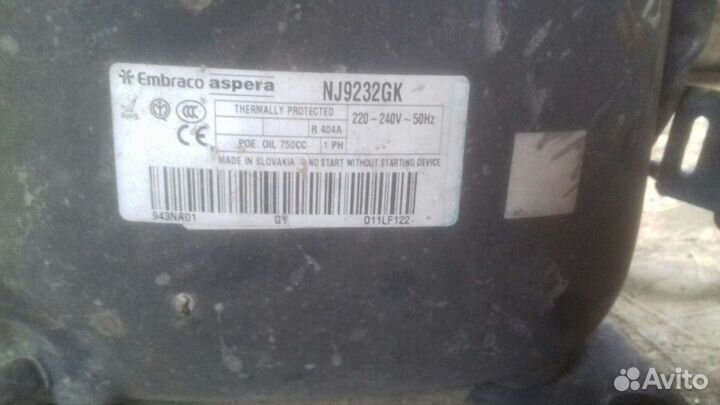 Embraco aspera NJ9232GK
THERMALLY PROTECTED
220 - 240V ~ 50Hz
R 404A
POE OIL 750CC 1 PH
MADE IN SLOVAKIA - NO START WITHOUT STARTING DEVICE
943NA01 GY 011LF122
Avito